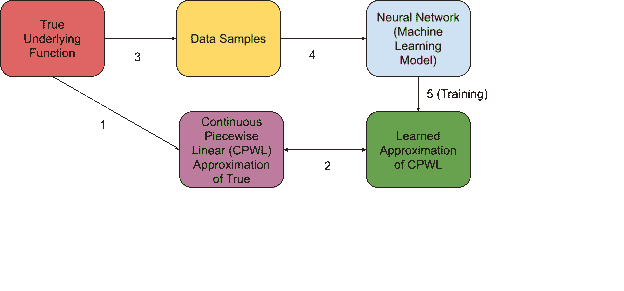 True
Underlying
Function
3
Data Samples
4
Neural Network
(Machine
Learning
Model)
5 (Training)
1
Continuous
Piecewise
Linear (CPWL)
Approximation
of True
2
Learned
Approximation
of CPWL